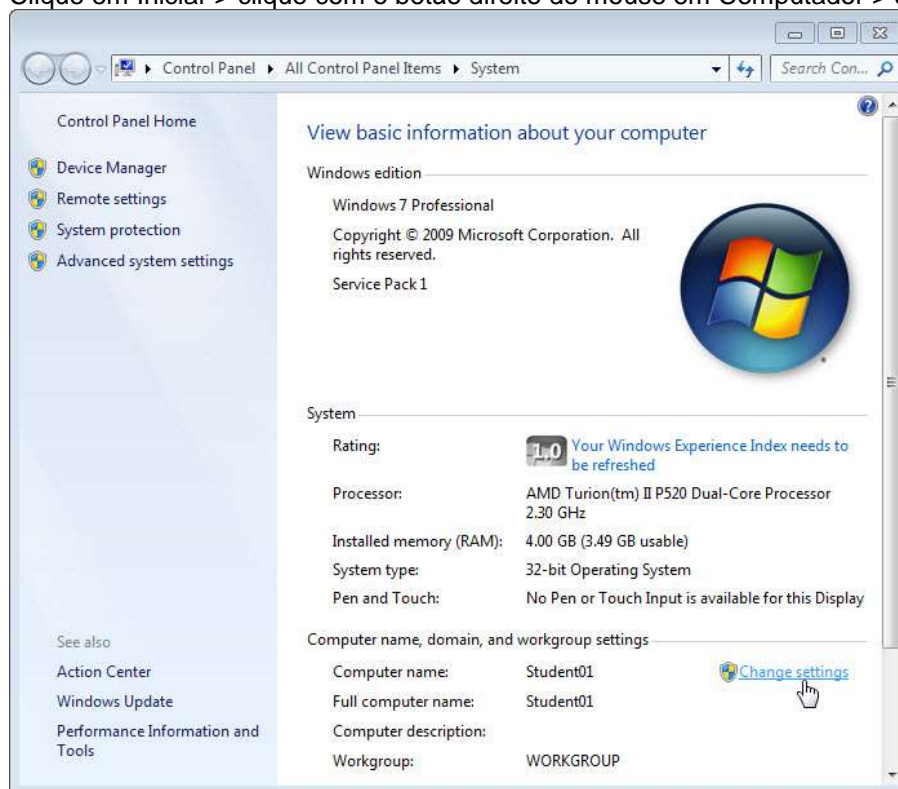 Clique em Iniciar > clique com o botão direito do mouse em Computador >
Control Panel ▸ All Control Panel Items ▸ System
Search Con...
Control Panel Home
Device Manager
Remote settings
System protection
Advanced system settings
See also
Action Center
Windows Update
Performance Information and
Tools
View basic information about your computer
Windows edition
Windows 7 Professional
Copyright © 2009 Microsoft Corporation. All
rights reserved.
Service Pack 1
System
Rating:
1.0 Your Windows Experience Index needs to
be refreshed
Processor:
AMD Turion(tm) II P520 Dual-Core Processor
2.30 GHz
Installed memory (RAM): 4.00 GB (3.49 GB usable)
System type: 32-bit Operating System
Pen and Touch: No Pen or Touch Input is available for this Display
Computer name, domain, and workgroup settings
Computer name: Student01 Change settings
Full computer name: Student01
Computer description:
Workgroup: WORKGROUP